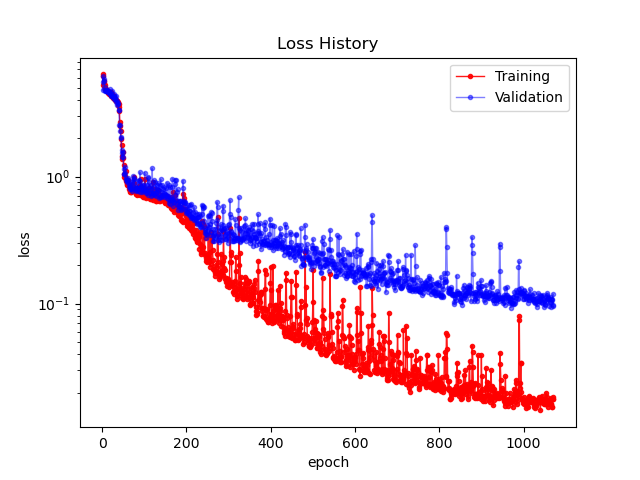 Loss History
Training
Validation
loss
10⁰
10⁻¹
0 200 400 600 800 1000
epoch